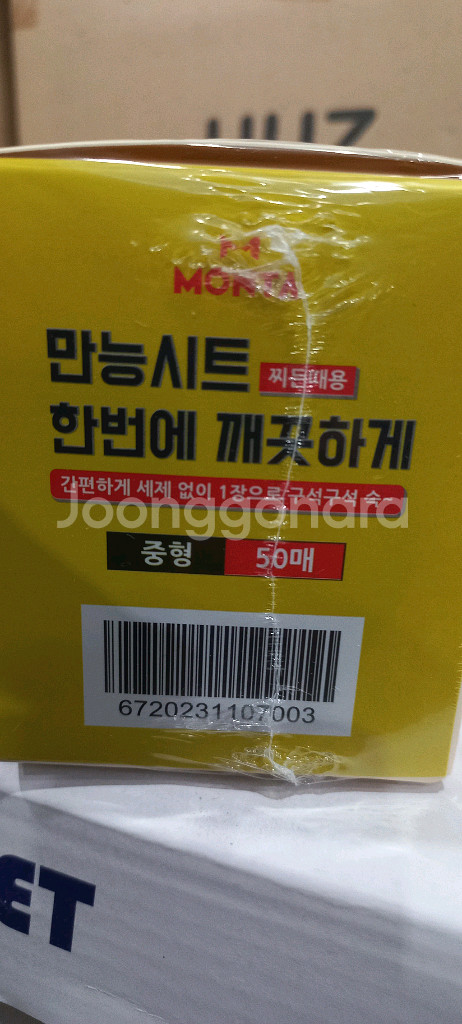 MONTA
만능시트 찌든때용
한번에 깨끗하게
간편하게 세제 없이 1장으로 구석구석 슥~
Joonggonara
중형 50매
6720231107003
ET